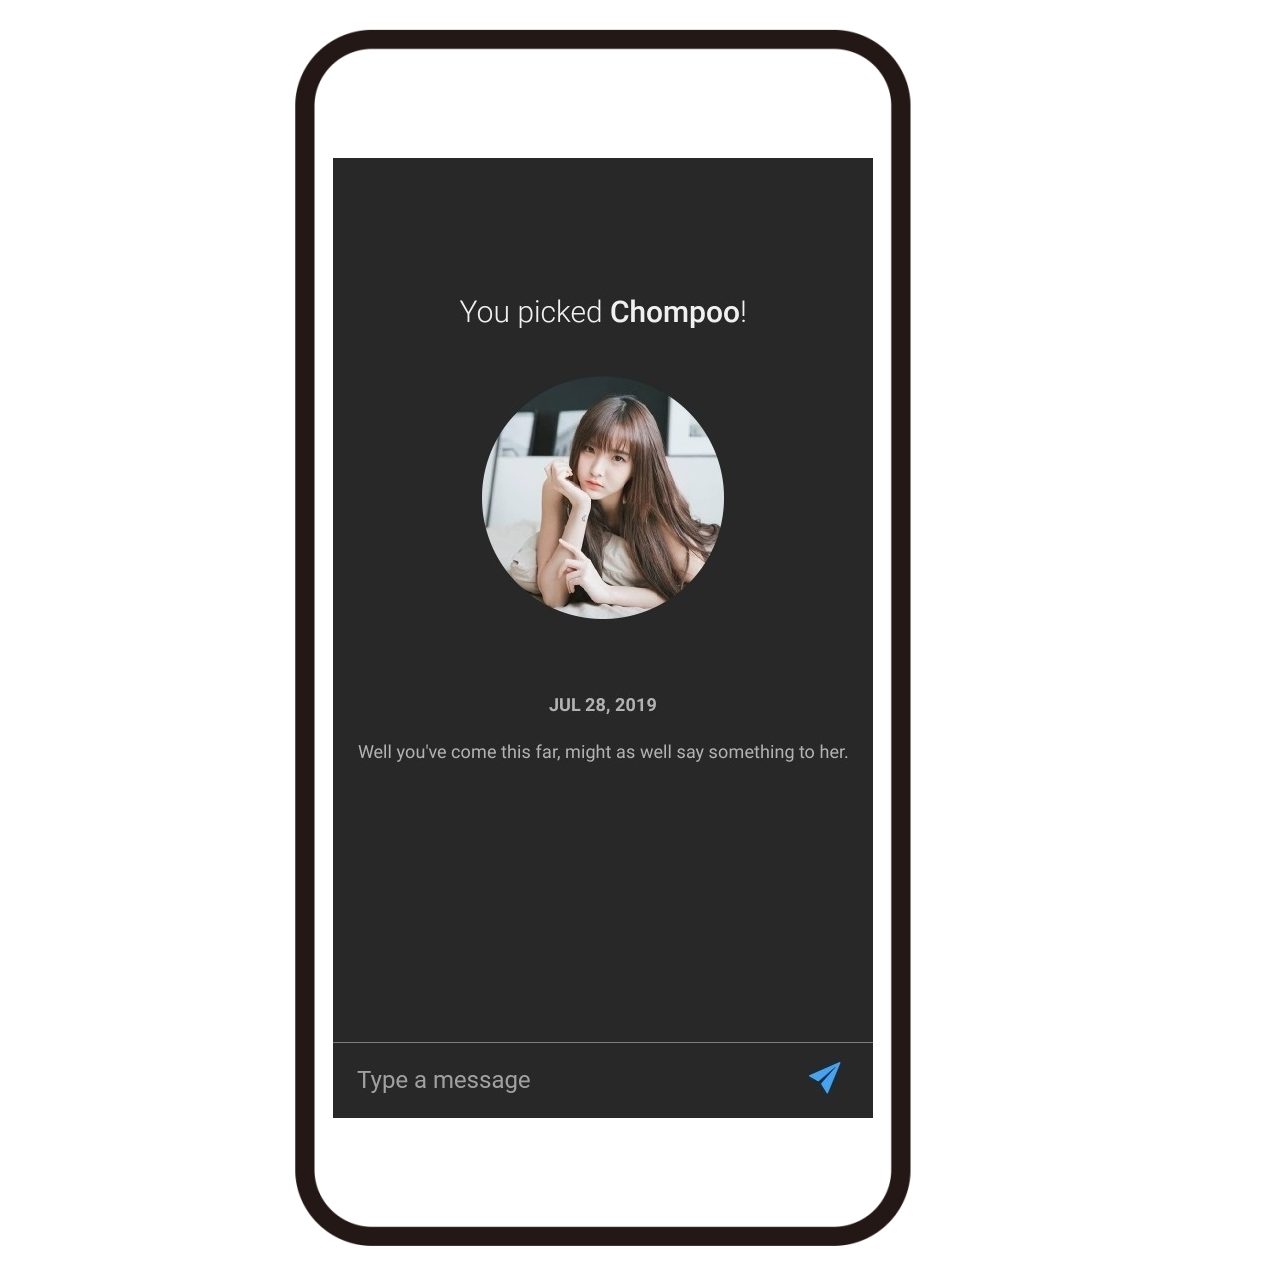 You picked Chompoo!
JUL 28, 2019
Well you've come this far, might as well say something to her.
Type a message